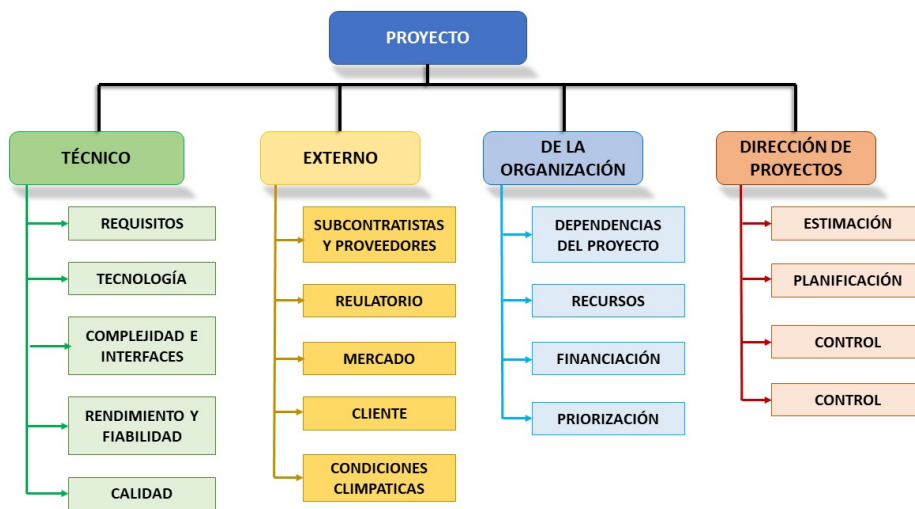 PROYECTO
TÉCNICO
REQUISITOS
TECNOLOGÍA
COMPLEJIDAD E
INTERFACES
RENDIMIENTO Y
FIABILIDAD
CALIDAD
EXTERNO
SUBCONTRATISTAS
Y PROVEEDORES
REULATORIO
MERCADO
CLIENTE
CONDICIONES
CLIMPATICAS
DE LA
ORGANIZACIÓN
DEPENDENCIAS
DEL PROYECTO
RECURSOS
FINANCIACIÓN
PRIORIZACIÓN
DIRECCIÓN DE
PROYECTOS
ESTIMACIÓN
PLANIFICACIÓN
CONTROL
CONTROL